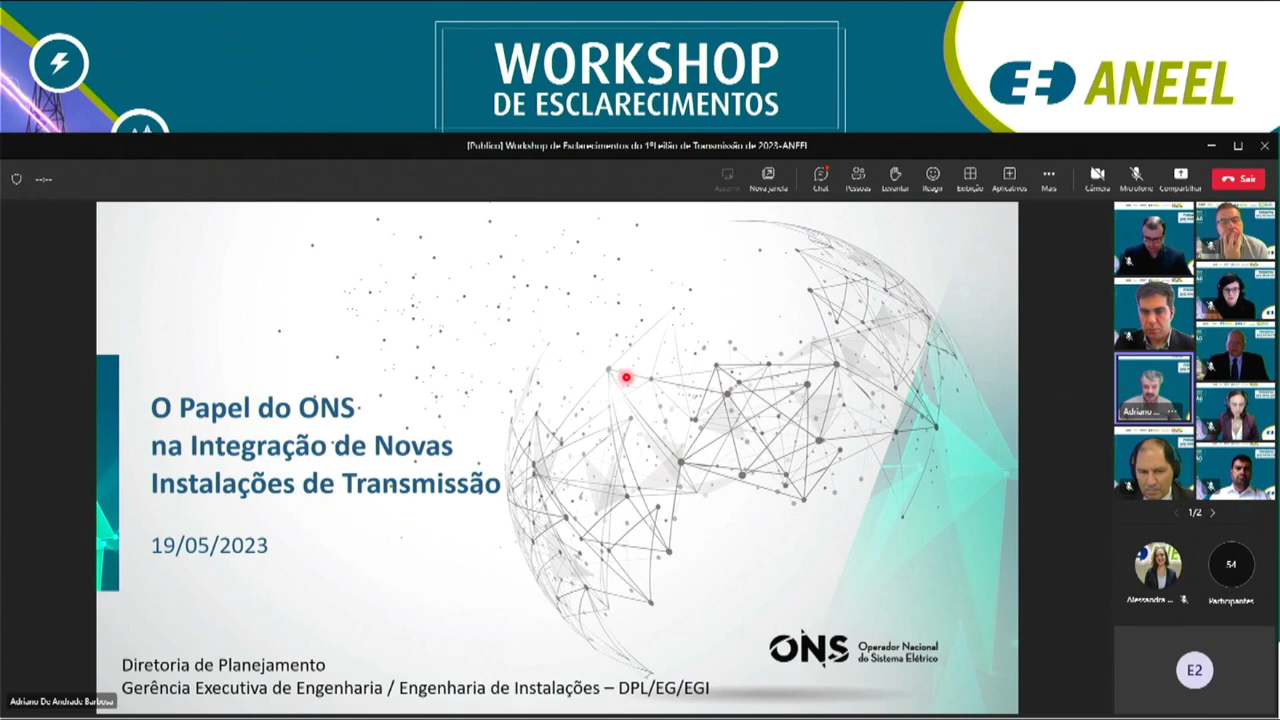 WORKSHOP
DE ESCLARECIMENTOS
ANEEL
[Público] Workshop de Esclarecimentos do 1º Leilão de Transmissão de 2023-ANEEL
Nova janela
Chat
Pessoas
Levantar
Reagir
Exibição
Aplicativos
Mais
Câmera
Microfone
Compartilhar
Sair
O Papel do ONS
na Integração de Novas
Instalações de Transmissão
19/05/2023
ONS
Operador Nacional
do Sistema Elétrico
Diretoria de Planejamento
Gerência Executiva de Engenharia / Engenharia de Instalações – DPL/EG/EGI
Adriano De Andrade Barbosa
Adriano ...
1/2
54
Alessandra ...
Participantes
E2